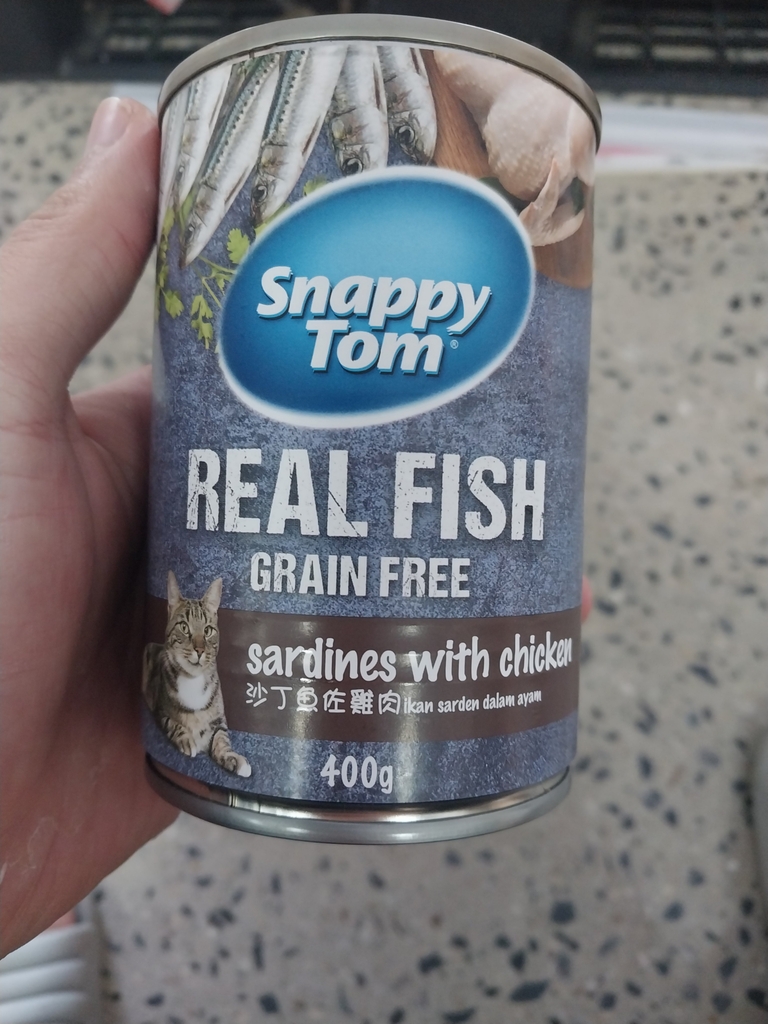 Snappy
Tom®
REAL FISH
GRAIN FREE
sardines with chicken
沙丁魚佐雞肉 ikan sarden dalam ayam
400g